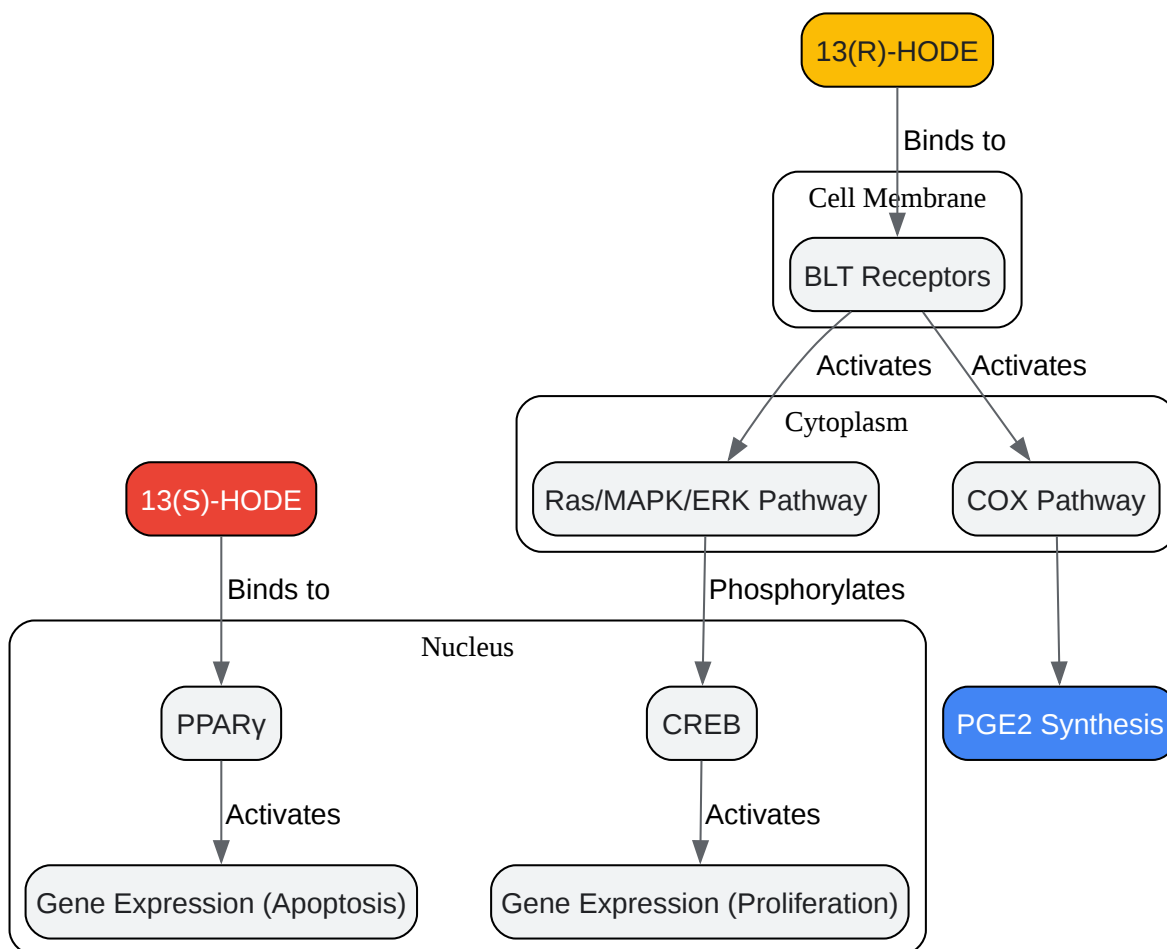 13(R)-HODE
Binds to
Cell Membrane
BLT Receptors
Activates
Activates
Cytoplasm
13(S)-HODE
Ras/MAPK/ERK Pathway
COX Pathway
Binds to
Phosphorylates
Nucleus
PPARγ
CREB
PGE2 Synthesis
Activates
Activates
Gene Expression (Apoptosis)
Gene Expression (Proliferation)